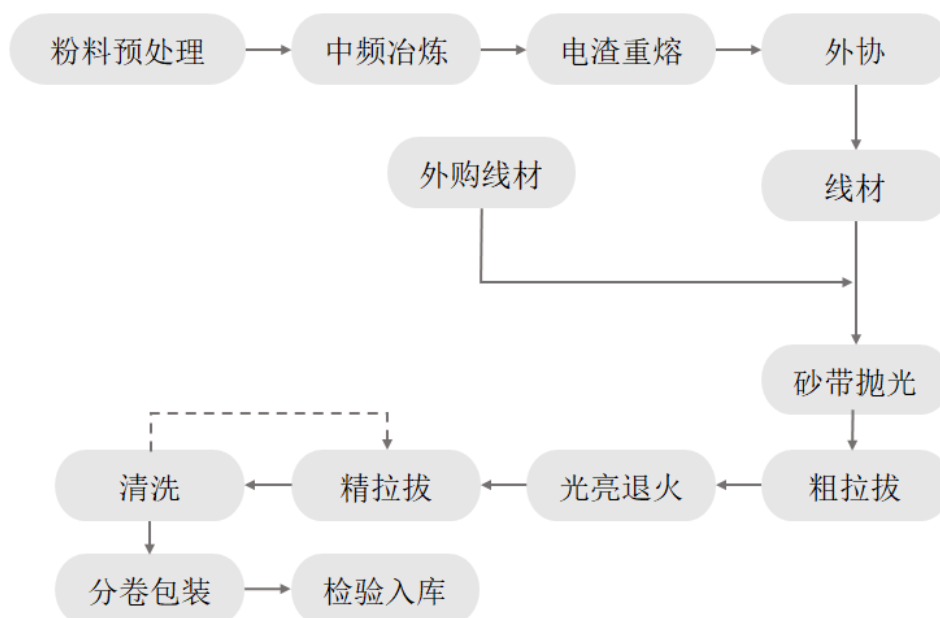 粉料预处理
中频冶炼
电渣重熔
外协
外购线材
线材
砂带抛光
清洗
精拉拔
光亮退火
粗拉拔
分卷包装
检验入库